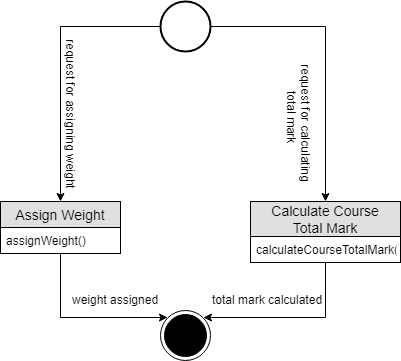 request for assigning weight
request for calculating
total mark
Assign Weight
assignWeight()
Calculate Course
Total Mark
calculateCourseTotalMark(
weight assigned
total mark calculated